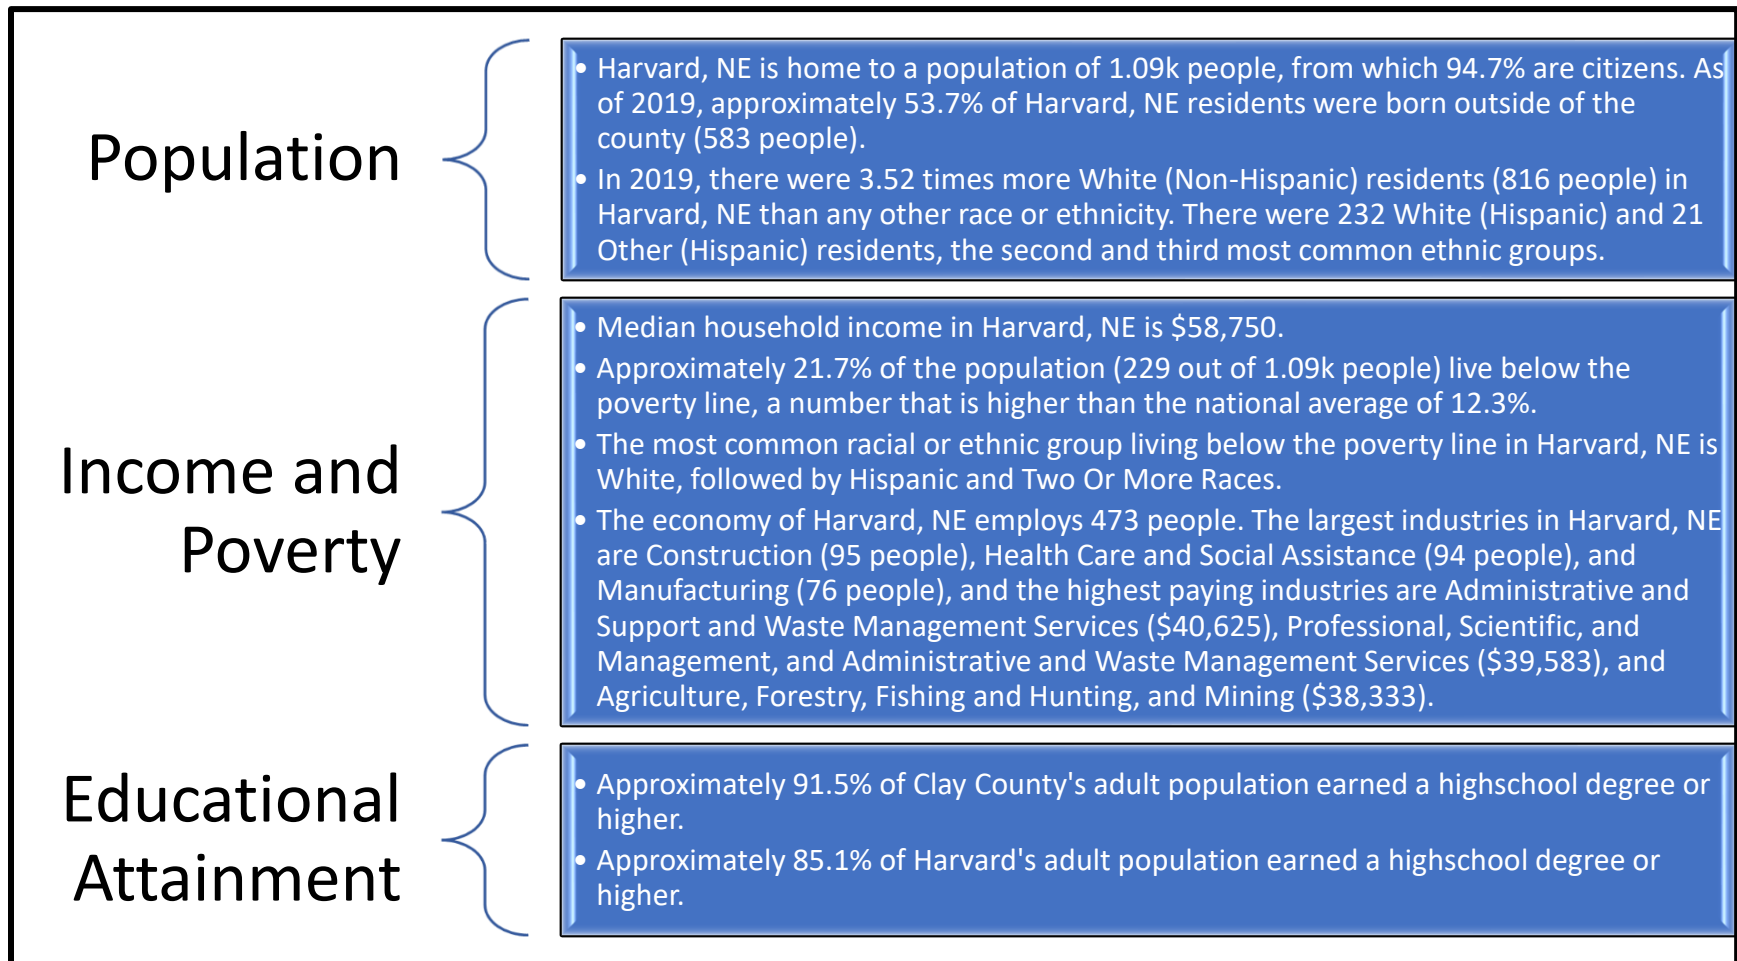 Population
• Harvard, NE is home to a population of 1.09k people, from which 94.7% are citizens. As
of 2019, approximately 53.7% of Harvard, NE residents were born outside of the
county (583 people).
• In 2019, there were 3.52 times more White (Non-Hispanic) residents (816 people) in
Harvard, NE than any other race or ethnicity. There were 232 White (Hispanic) and 21
Other (Hispanic) residents, the second and third most common ethnic groups.
Income and
Poverty
• Median household income in Harvard, NE is $58,750.
• Approximately 21.7% of the population (229 out of 1.09k people) live below the
poverty line, a number that is higher than the national average of 12.3%.
• The most common racial or ethnic group living below the poverty line in Harvard, NE is
White, followed by Hispanic and Two Or More Races.
• The economy of Harvard, NE employs 473 people. The largest industries in Harvard, NE
are Construction (95 people), Health Care and Social Assistance (94 people), and
Manufacturing (76 people), and the highest paying industries are Administrative and
Support and Waste Management Services ($40,625), Professional, Scientific, and
Management, and Administrative and Waste Management Services ($39,583), and
Agriculture, Forestry, Fishing and Hunting, and Mining ($38,333).
Educational
Attainment
• Approximately 91.5% of Clay County's adult population earned a highschool degree or
higher.
• Approximately 85.1% of Harvard's adult population earned a highschool degree or
higher.